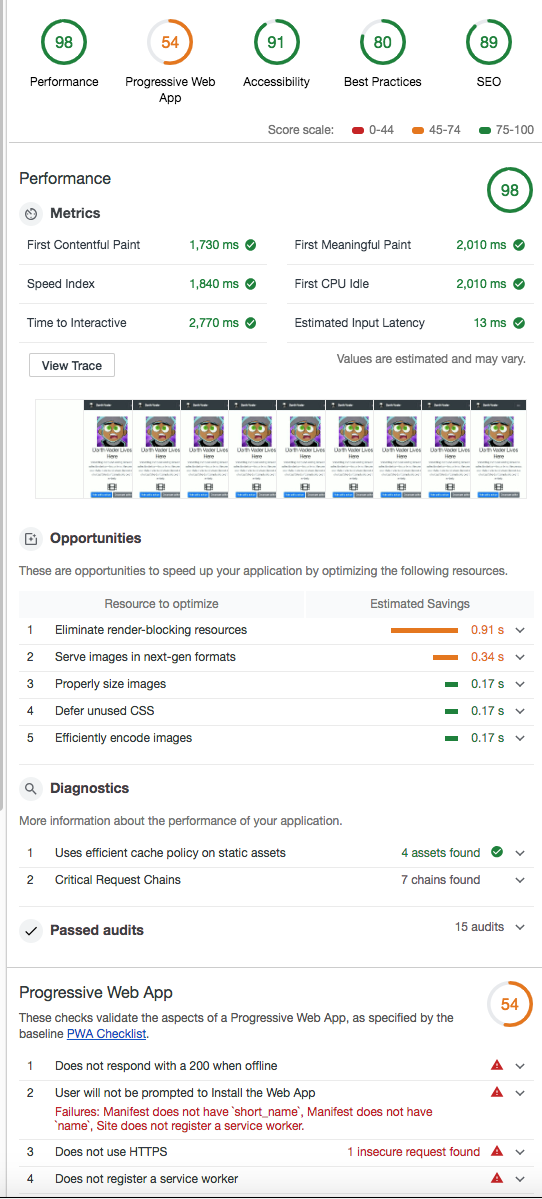 98
54
91
80
89
Performance
Progressive Web
App
Accessibility
Best Practices
SEO
Score scale:
0-44
45-74
75-100
Performance
98
Metrics
First Contentful Paint
1,730 ms
First Meaningful Paint
2,010 ms
Speed Index
1,840 ms
First CPU Idle
2,010 ms
Time to Interactive
2,770 ms
Estimated Input Latency
13 ms
View Trace
Values are estimated and may vary.
Opportunities
These are opportunities to speed up your application by optimizing the following resources.
Resource to optimize
Estimated Savings
1 Eliminate render-blocking resources 0.91 s
2 Serve images in next-gen formats 0.34 s
3 Properly size images 0.17 s
4 Defer unused CSS 0.17 s
5 Efficiently encode images 0.17 s
Diagnostics
More information about the performance of your application.
1 Uses efficient cache policy on static assets 4 assets found
2 Critical Request Chains 7 chains found
Passed audits
15 audits
Progressive Web App
54
These checks validate the aspects of a Progressive Web App, as specified by the
baseline PWA Checklist.
1 Does not respond with a 200 when offline
2 User will not be prompted to Install the Web App
Failures: Manifest does not have `short_name`, Manifest does not have
`name`, Site does not register a service worker.
3 Does not use HTTPS 1 insecure request found
4 Does not register a service worker